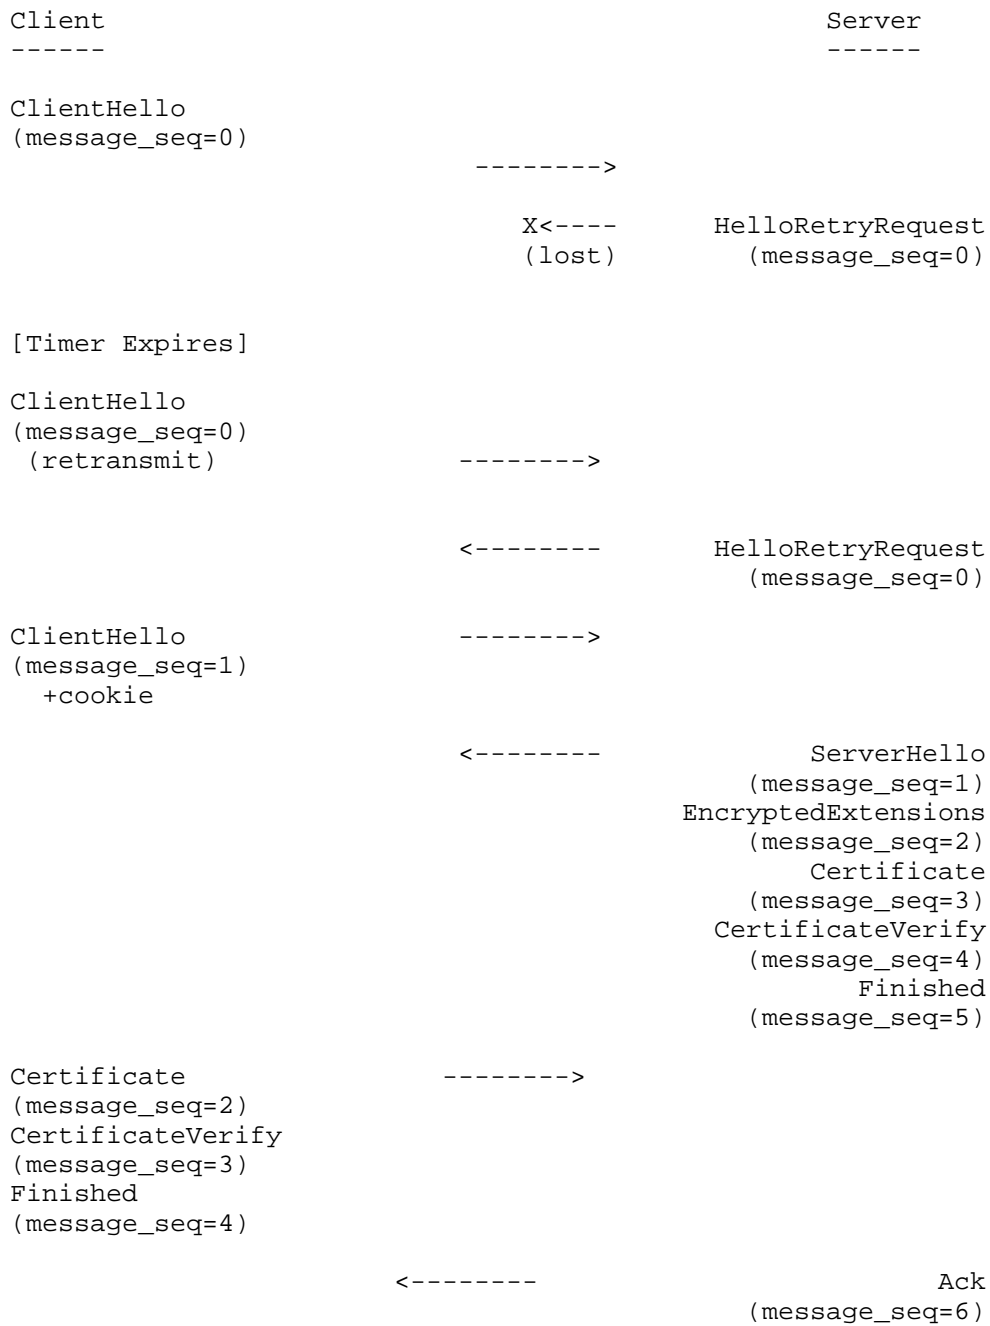 Client                                             Server
------                                             ------
ClientHello
(message_seq=0)
                             -------->
                                X<----      HelloRetryRequest
                                (lost)        (message_seq=0)
[Timer Expires]
ClientHello
(message_seq=0)
 (retransmit)               -------->
                            <--------       HelloRetryRequest
                                              (message_seq=0)
ClientHello                 -------->
(message_seq=1)
  +cookie
                            <--------             ServerHello
                                              (message_seq=1)
                                          EncryptedExtensions
                                              (message_seq=2)
                                                  Certificate
                                              (message_seq=3)
                                            CertificateVerify
                                              (message_seq=4)
                                                     Finished
                                              (message_seq=5)
Certificate                -------->
(message_seq=2)
CertificateVerify
(message_seq=3)
Finished
(message_seq=4)
                        <--------                         Ack
                                              (message_seq=6)